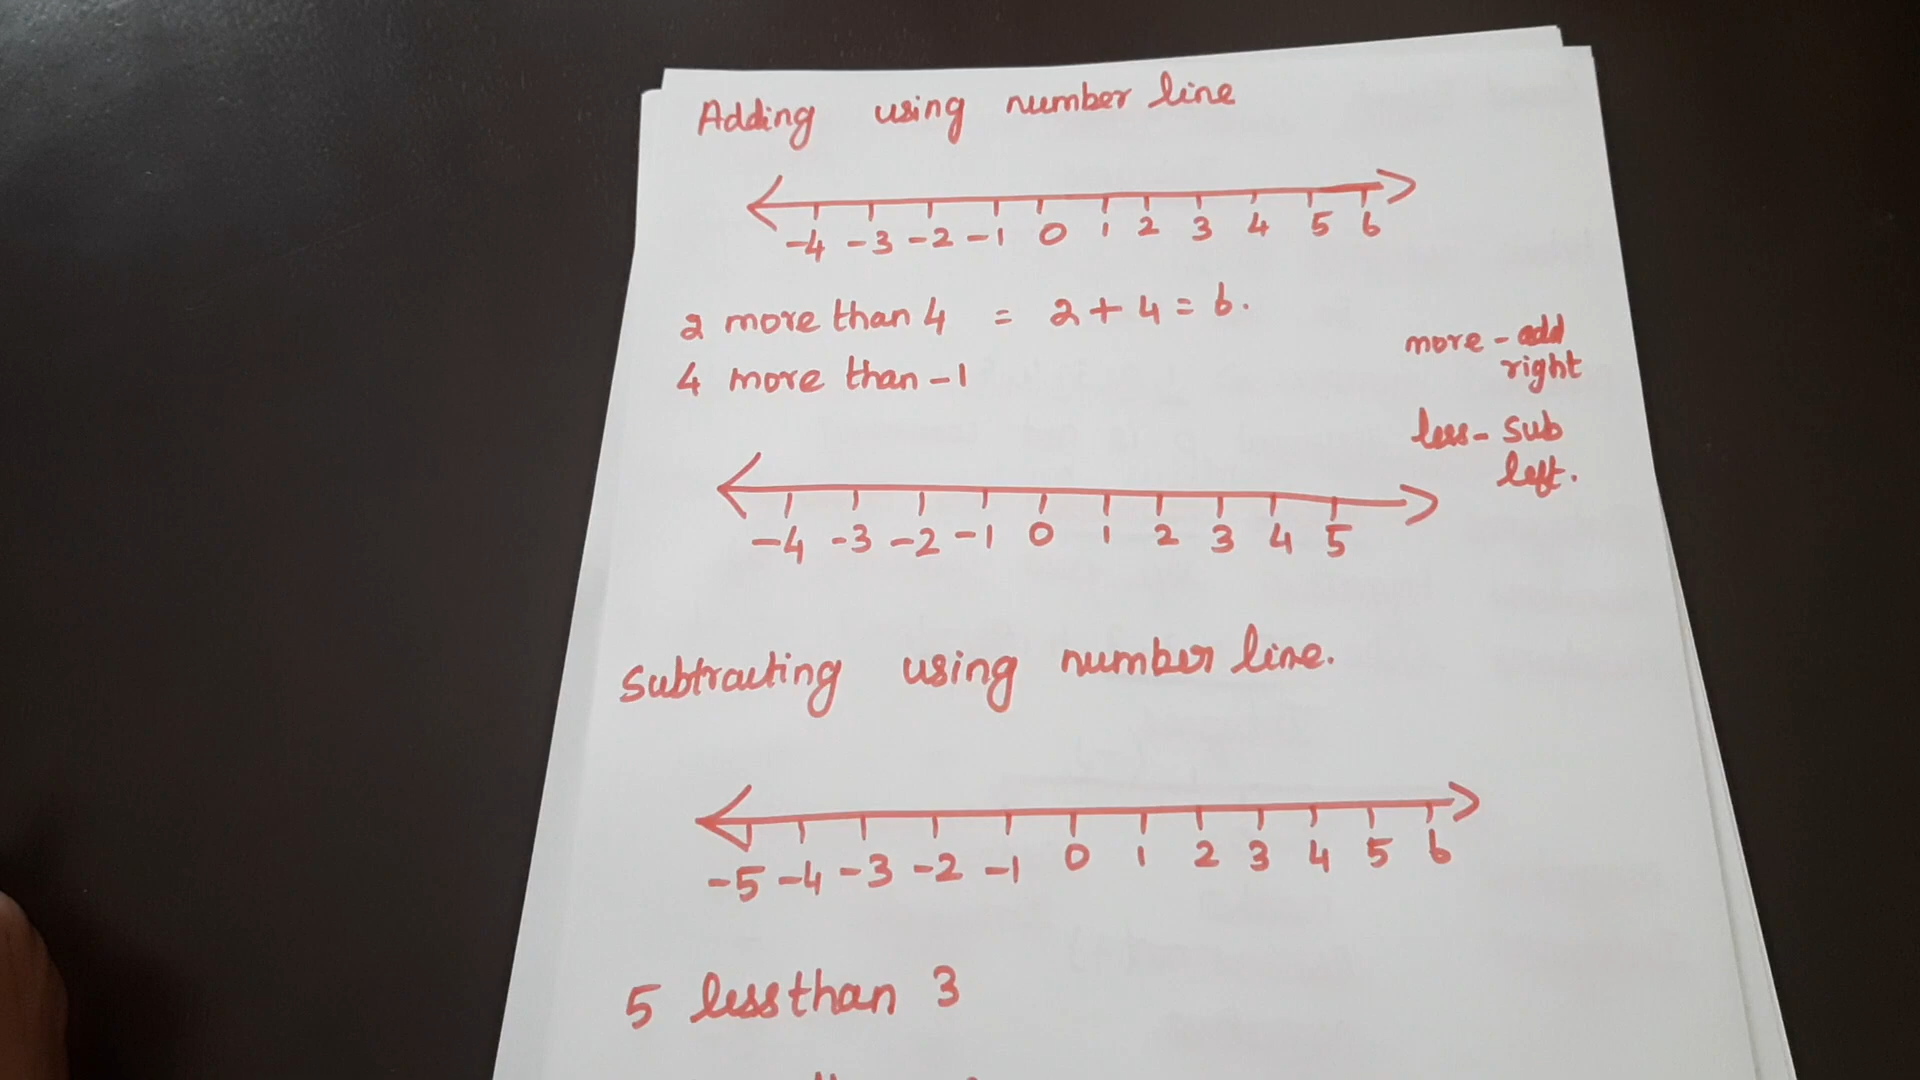 Adding using number line
-4 -3 -2 -1 0 1 2 3 4 5 6
2 more than 4 = 2 + 4 = 6.
4 more than -1
more - add
right
less - sub
left.
-4 -3 -2 -1 0 1 2 3 4 5
Subtracting using number line.
-5 -4 -3 -2 -1 0 1 2 3 4 5 6
5 less than 3